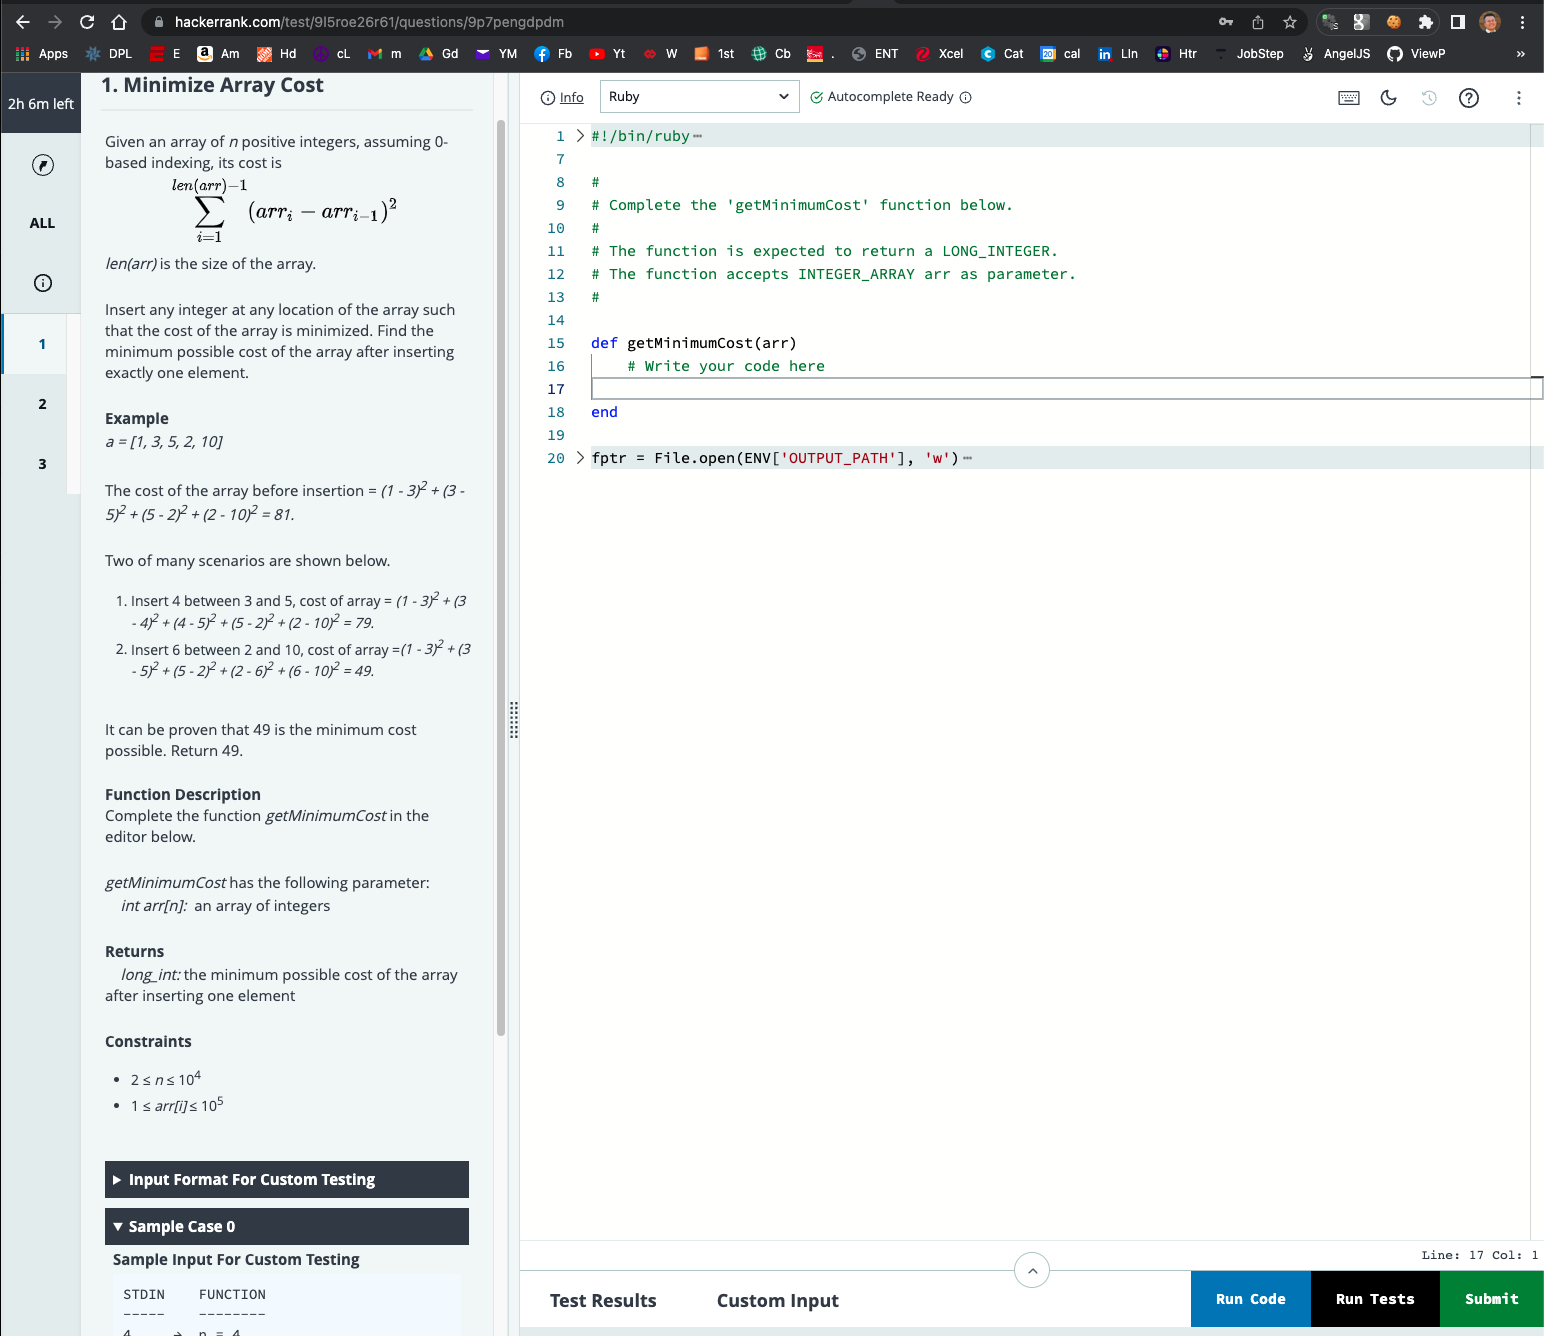 hackerrank.com/test/9l5roe26r61/questions/9p7pengdpdm
Apps DPL E Am Hd cL m Gd YM Fb Yt W 1st Cb . ENT Xcel Cat cal LIn Htr JobStep AngelJS ViewP »
2h 6m left
ALL
1
2
3
1. Minimize Array Cost
Given an array of n positive integers, assuming 0-
based indexing, its cost is
len(arr)−1
∑ (arrᵢ − arrᵢ₋₁)²
i=1
len(arr) is the size of the array.
Insert any integer at any location of the array such
that the cost of the array is minimized. Find the
minimum possible cost of the array after inserting
exactly one element.
Example
a = [1, 3, 5, 2, 10]
The cost of the array before insertion = (1 - 3)² + (3 -
5)² + (5 - 2)² + (2 - 10)² = 81.
Two of many scenarios are shown below.
1. Insert 4 between 3 and 5, cost of array = (1 - 3)² + (3
- 4)² + (4 - 5)² + (5 - 2)² + (2 - 10)² = 79.
2. Insert 6 between 2 and 10, cost of array =(1 - 3)² + (3
- 5)² + (5 - 2)² + (2 - 6)² + (6 - 10)² = 49.
It can be proven that 49 is the minimum cost
possible. Return 49.
Function Description
Complete the function getMinimumCost in the
editor below.
getMinimumCost has the following parameter:
int arr[n]: an array of integers
Returns
long_int: the minimum possible cost of the array
after inserting one element
Constraints
• 2 ≤ n ≤ 10⁴
• 1 ≤ arr[i] ≤ 10⁵
Input Format For Custom Testing
Sample Case 0
Sample Input For Custom Testing
STDIN FUNCTION
----- --------
4 → n = 4
Info Ruby Autocomplete Ready
1 #!/bin/ruby
7
8 #
9 # Complete the 'getMinimumCost' function below.
10 #
11 # The function is expected to return a LONG_INTEGER.
12 # The function accepts INTEGER_ARRAY arr as parameter.
13 #
14
15 def getMinimumCost(arr)
16 # Write your code here
17
18 end
19
20 fptr = File.open(ENV['OUTPUT_PATH'], 'w')
Line: 17 Col: 1
Test Results Custom Input Run Code Run Tests Submit